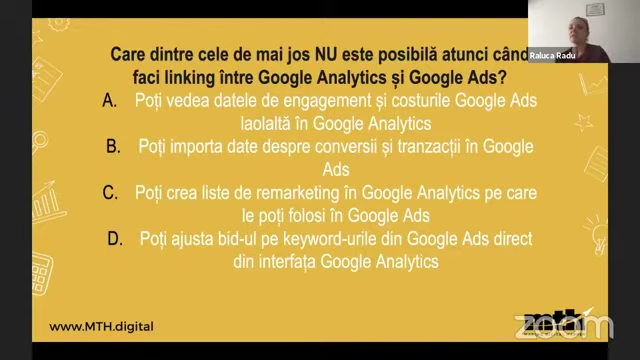 Care dintre cele de mai jos NU este posibilă atunci când
faci linking între Google Analytics și Google Ads?
A. Poți vedea datele de engagement și costurile Google Ads
laolaltă în Google Analytics
B. Poți importa date despre conversii și tranzacții în Google
Ads
C. Poți crea liste de remarketing în Google Analytics pe care
le poți folosi în Google Ads
D. Poți ajusta bid-ul pe keyword-urile din Google Ads direct
din interfața Google Analytics
Raluca Radu
www.MTH.digital
mth
zoom